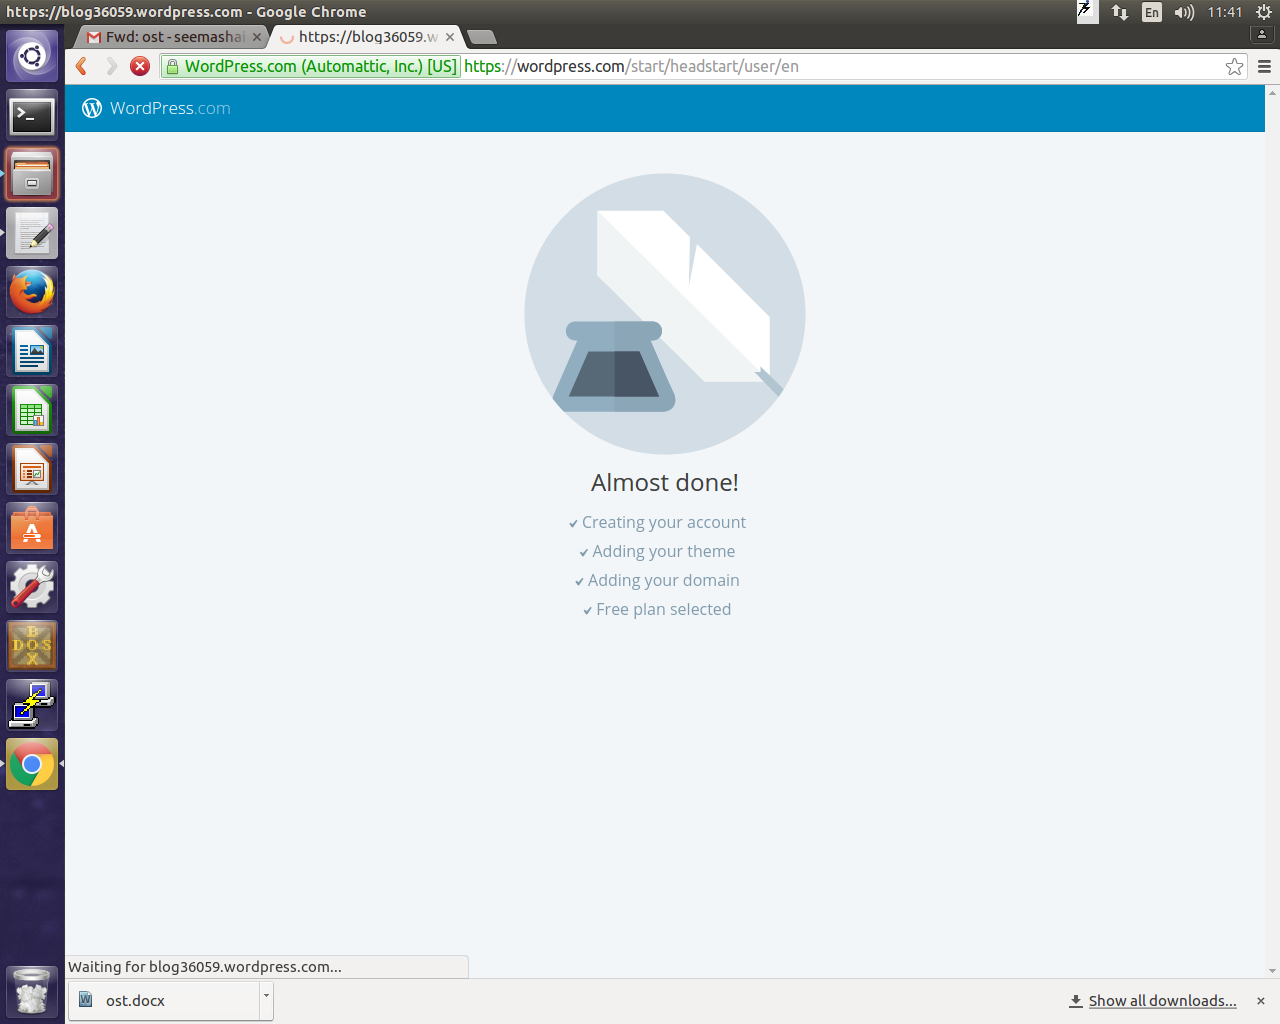 https://blog36059.wordpress.com - Google Chrome
En
11:41
Fwd: ost - seemashai
https://blog36059.w
WordPress.com (Automattic, Inc.) [US]
https://wordpress.com/start/headstart/user/en
WordPress.com
Almost done!
Creating your account
Adding your theme
Adding your domain
Free plan selected
DOS
BOX
Waiting for blog36059.wordpress.com...
ost.docx
Show all downloads...